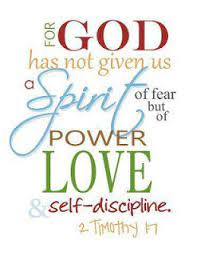 FOR GOD
has not given us
a Spirit of fear
but of
POWER
LOVE
& self-discipline.
2 Timothy 1:7